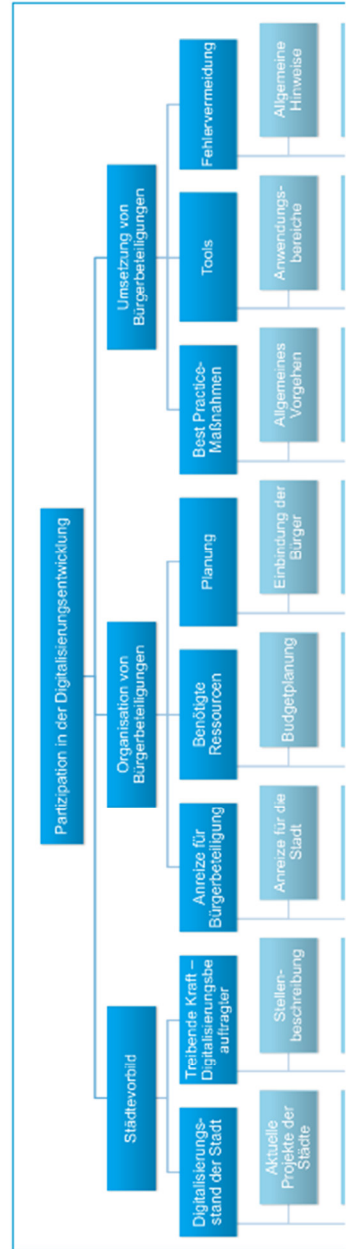 Partizipation in der Digitalisierungsentwicklung
Städtevorbild
Organisation von
Bürgerbeteiligungen
Umsetzung von
Bürgerbeteiligungen
Digitalisierungs-
stand der Stadt
Treibende Kraft –
Digitalisierungsbe
auftragter
Anreize für
Bürgerbeteiligung
Benötigte
Ressourcen
Planung
Best Practice-
Maßnahmen
Tools
Fehlervermeidung
Aktuelle
Projekte der
Städte
Stellen-
beschreibung
Anreize für die
Stadt
Budgetplanung
Einbindung der
Bürger
Allgemeines
Vorgehen
Anwendungs-
bereiche
Allgemeine
Hinweise